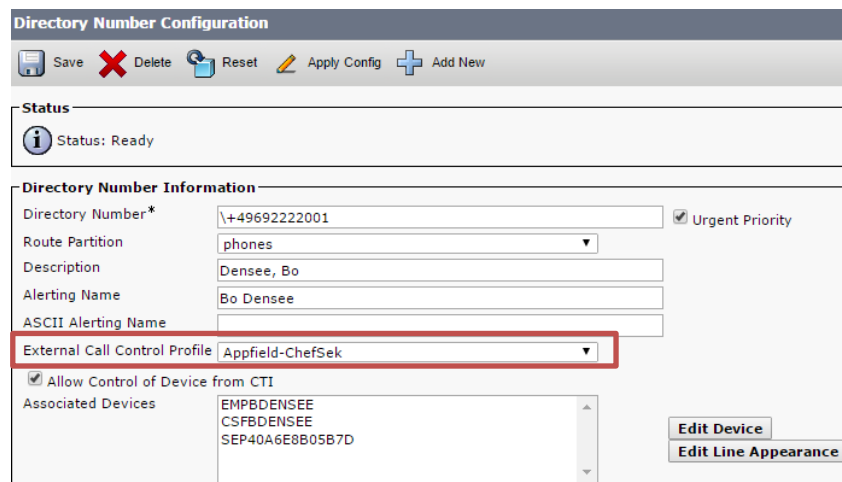 Directory Number Configuration
Save Delete Reset Apply Config Add New
Status
i Status: Ready
Directory Number Information
Directory Number* \+49692222001 Urgent Priority
Route Partition phones
Description Densee, Bo
Alerting Name Bo Densee
ASCII Alerting Name
External Call Control Profile Appfield-ChefSek
Allow Control of Device from CTI
Associated Devices EMPBDENSEE
CSFBDENSEE
SEP40A6E8B05B7D
Edit Device
Edit Line Appearance